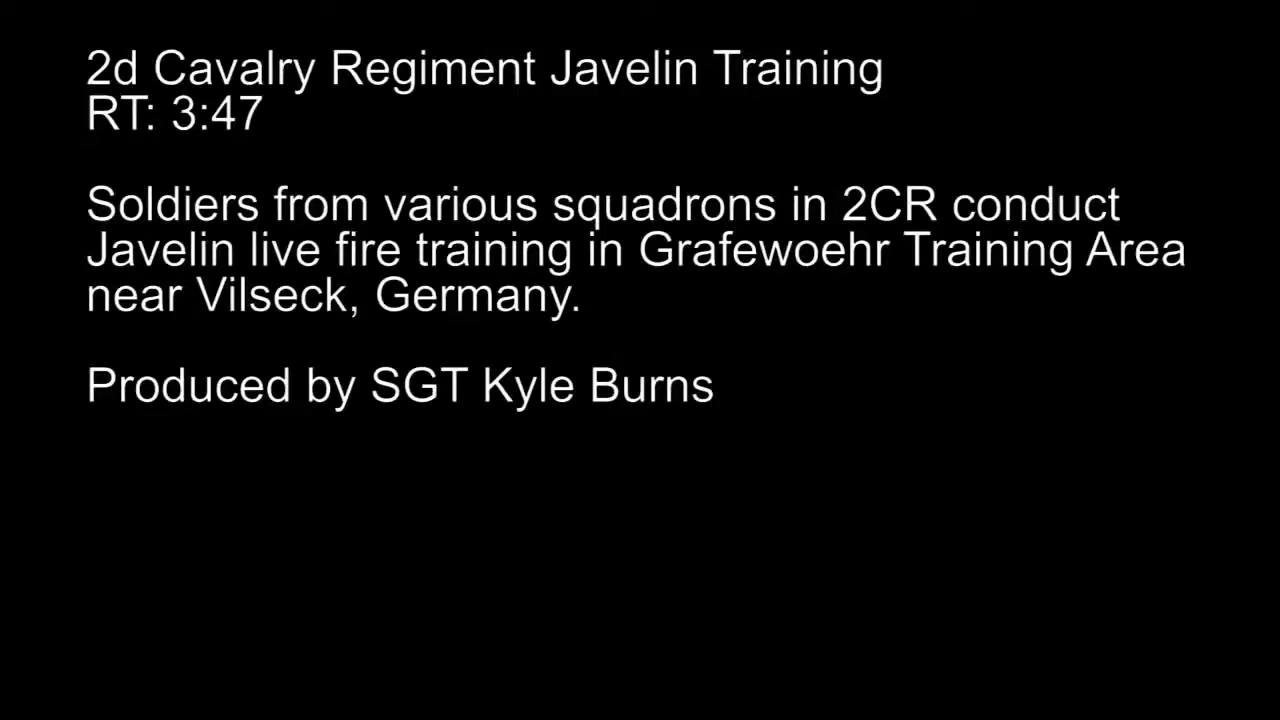 2d Cavalry Regiment Javelin Training
RT: 3:47
Soldiers from various squadrons in 2CR conduct
Javelin live fire training in Grafewoehr Training Area
near Vilseck, Germany.
Produced by SGT Kyle Burns